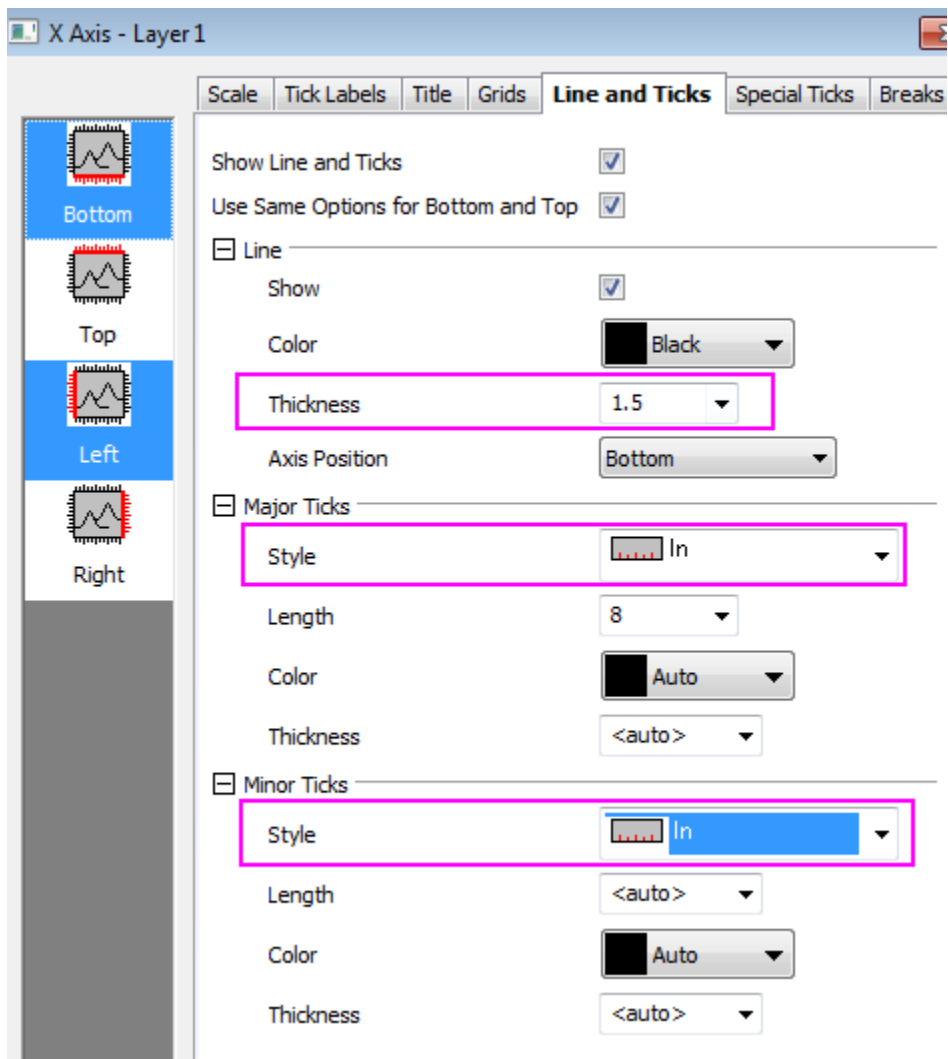 X Axis - Layer 1
Scale Tick Labels Title Grids Line and Ticks Special Ticks Breaks
Bottom
Top
Left
Right
Show Line and Ticks
Use Same Options for Bottom and Top
Line
Show
Color Black
Thickness 1.5
Axis Position Bottom
Major Ticks
Style In
Length 8
Color Auto
Thickness <auto>
Minor Ticks
Style In
Length <auto>
Color Auto
Thickness <auto>